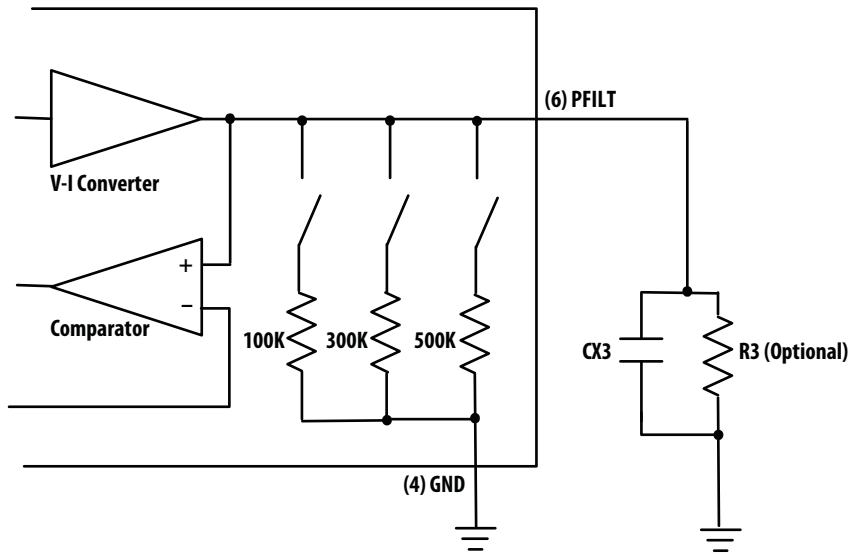 (6) PFILT
V-I Converter
+
–
Comparator
100K
300K
500K
CX3
R3 (Optional)
(4) GND